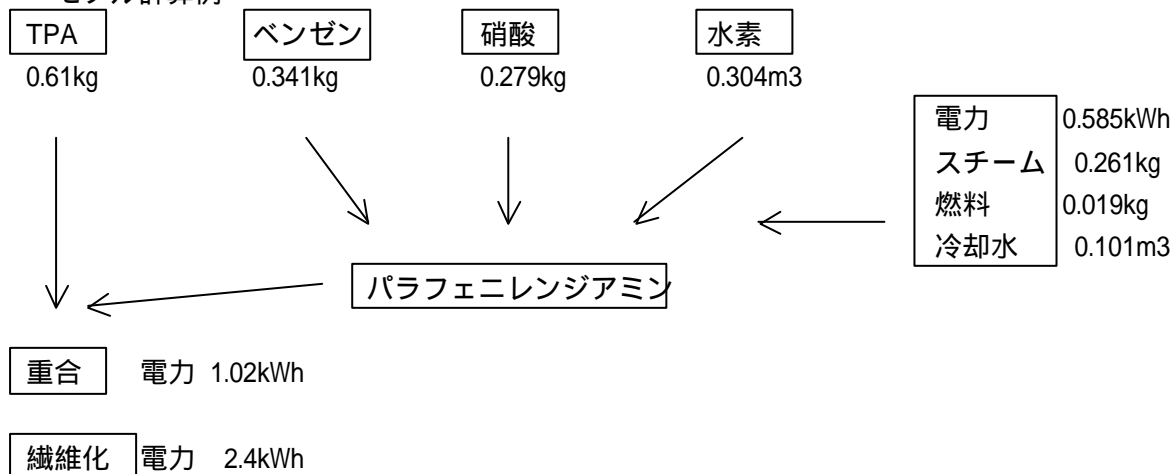 モデル計算例
TPA ベンゼン 硝酸 水素
0.61kg 0.341kg 0.279kg 0.304m3
電力 0.585kWh
スチーム 0.261kg
燃料 0.019kg
冷却水 0.101m3
パラフェニレンジアミン
重合 電力 1.02kWh
繊維化 電力 2.4kWh